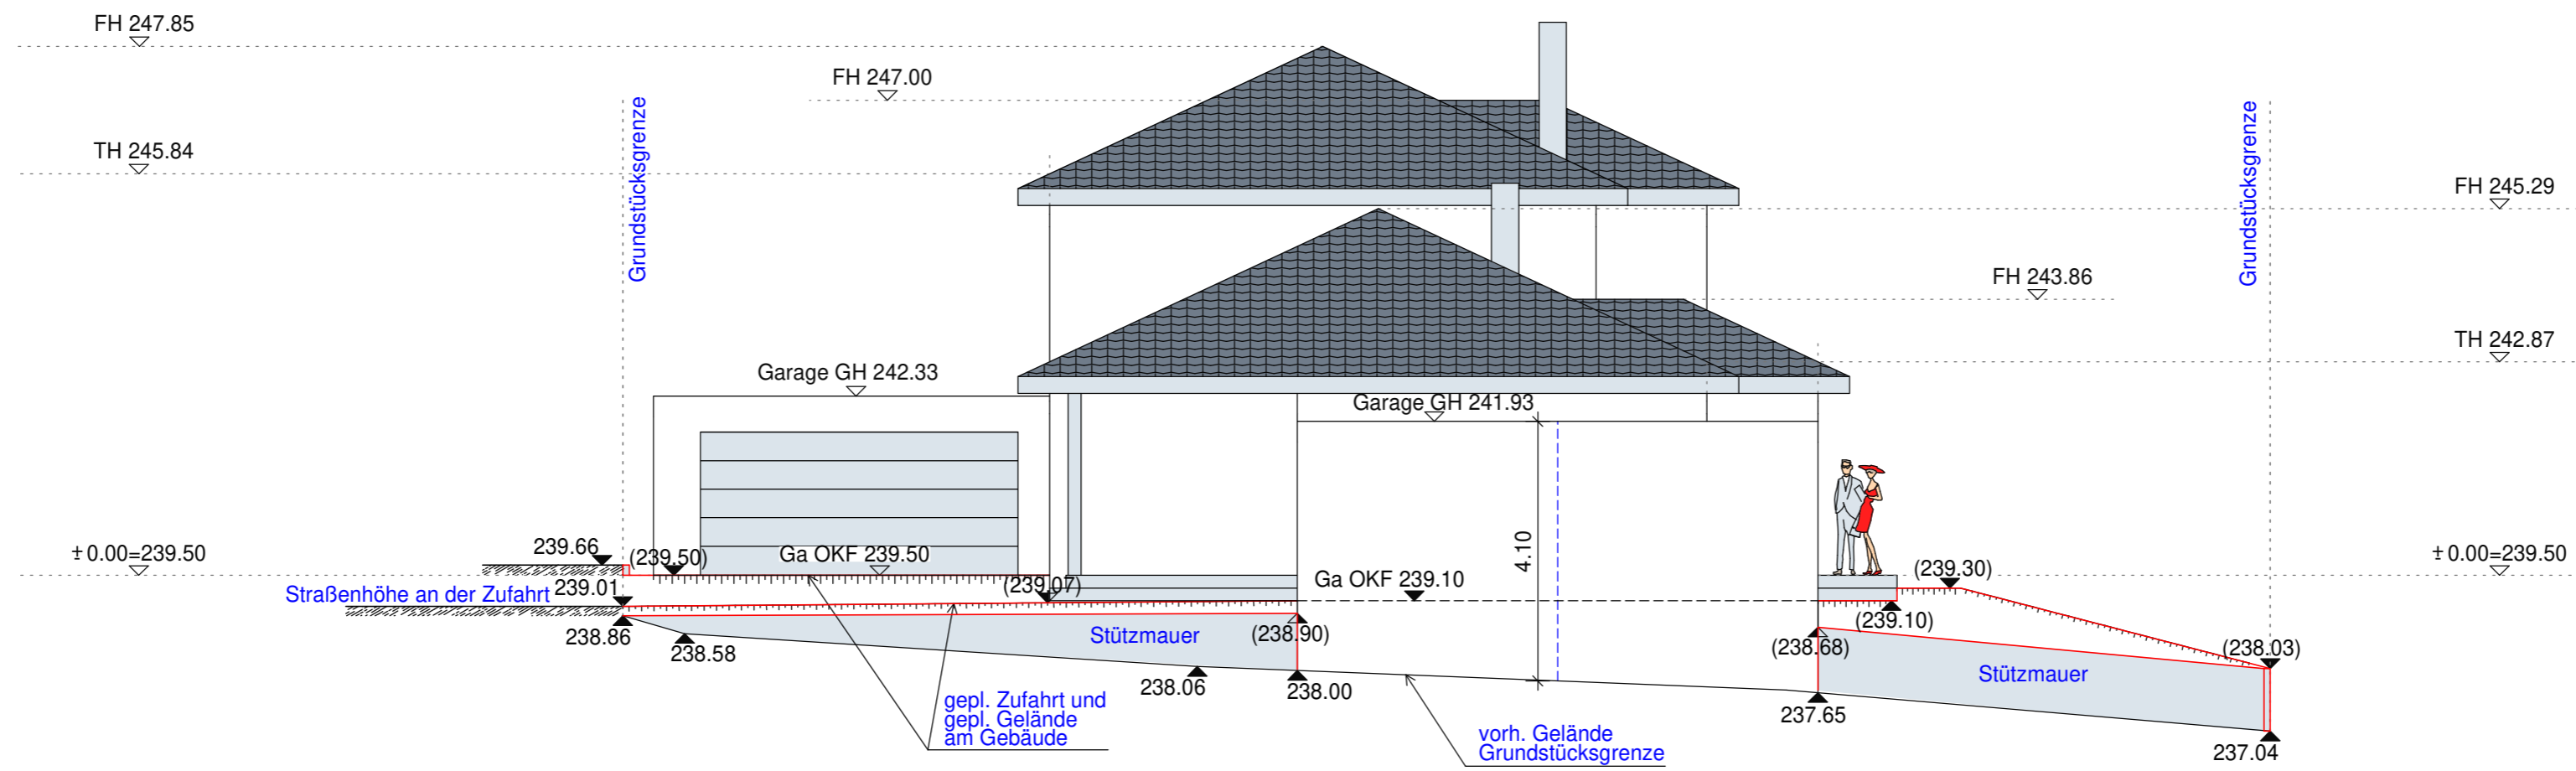 FH 247.85
FH 247.00
TH 245.84
Grundstücksgrenze
Grundstücksgrenze
FH 245.29
FH 243.86
TH 242.87
Garage GH 242.33
Garage GH 241.93
4.10
±0.00=239.50
239.66
(239.50)
Ga OKF 239.50
±0.00=239.50
Straßenhöhe an der Zufahrt
239.01
(239.07)
Ga OKF 239.10
(239.30)
(239.10)
238.86
238.58
Stützmauer
(238.90)
(238.68)
(238.03)
Stützmauer
238.06
238.00
237.65
237.04
gepl. Zufahrt und
gepl. Gelände
am Gebäude
vorh. Gelände
Grundstücksgrenze